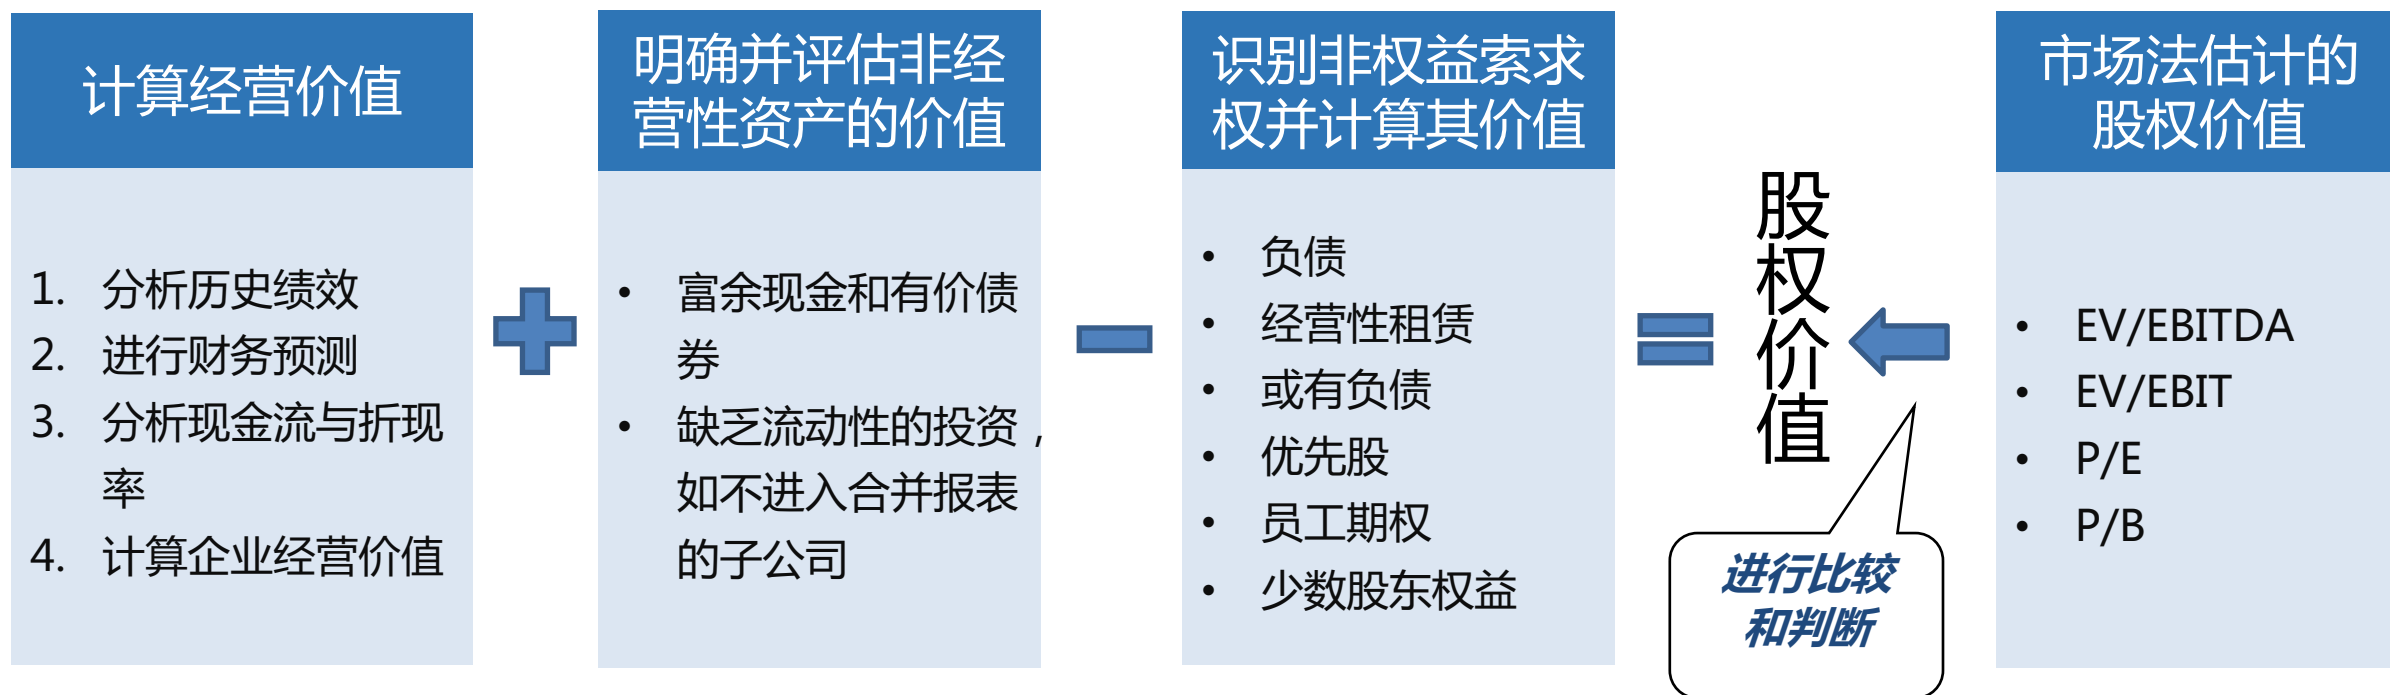 计算经营价值
1. 分析历史绩效
2. 进行财务预测
3. 分析现金流与折现
率
4. 计算企业经营价值
明确并评估非经
营性资产的价值
• 富余现金和有价债
券
• 缺乏流动性的投资，
如不进入合并报表
的子公司
识别非权益索求
权并计算其价值
• 负债
• 经营性租赁
• 或有负债
• 优先股
• 员工期权
• 少数股东权益
股权价值
进行比较
和判断
市场法估计的
股权价值
• EV/EBITDA
• EV/EBIT
• P/E
• P/B